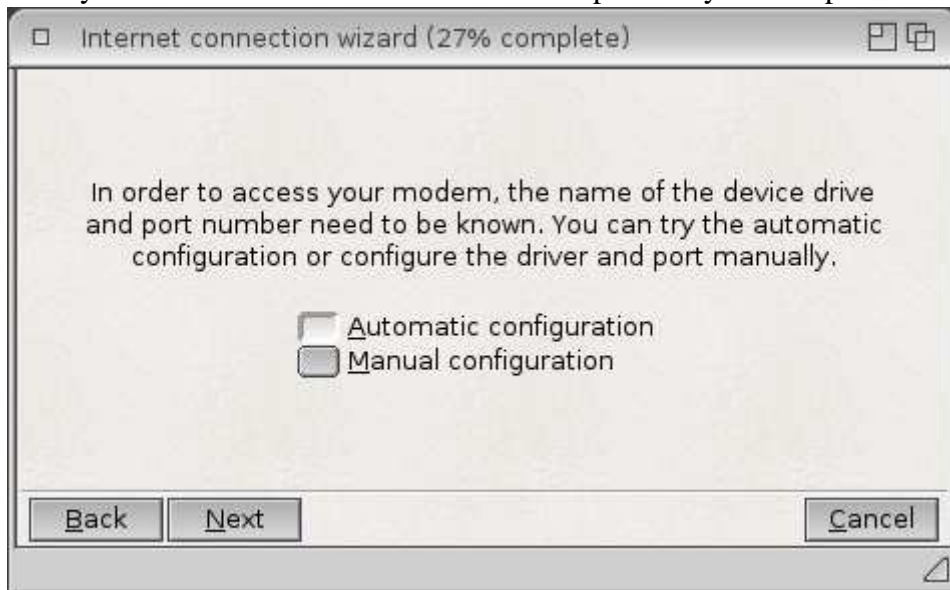 Internet connection wizard (27% complete)
In order to access your modem, the name of the device drive
and port number need to be known. You can try the automatic
configuration or configure the driver and port manually.
Automatic configuration
Manual configuration
Back
Next
Cancel